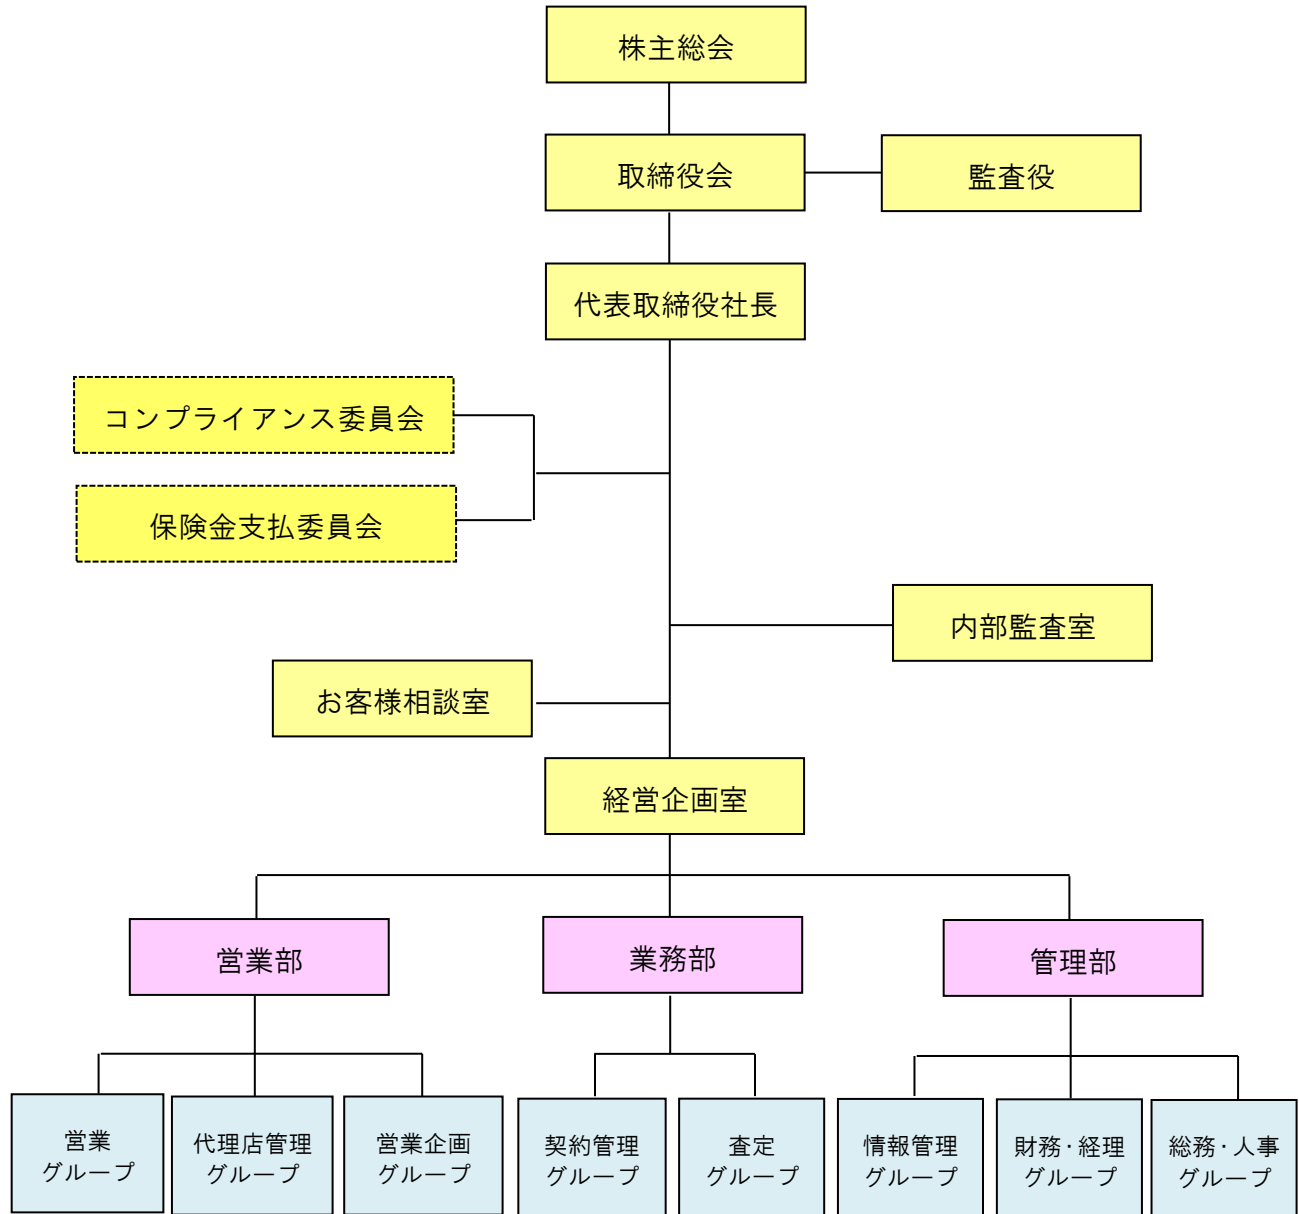 株主総会
取締役会
監査役
代表取締役社長
コンプライアンス委員会
保険金支払委員会
内部監査室
お客様相談室
経営企画室
営業部
業務部
管理部
営業
グループ
代理店管理
グループ
営業企画
グループ
契約管理
グループ
査定
グループ
情報管理
グループ
財務・経理
グループ
総務・人事
グループ